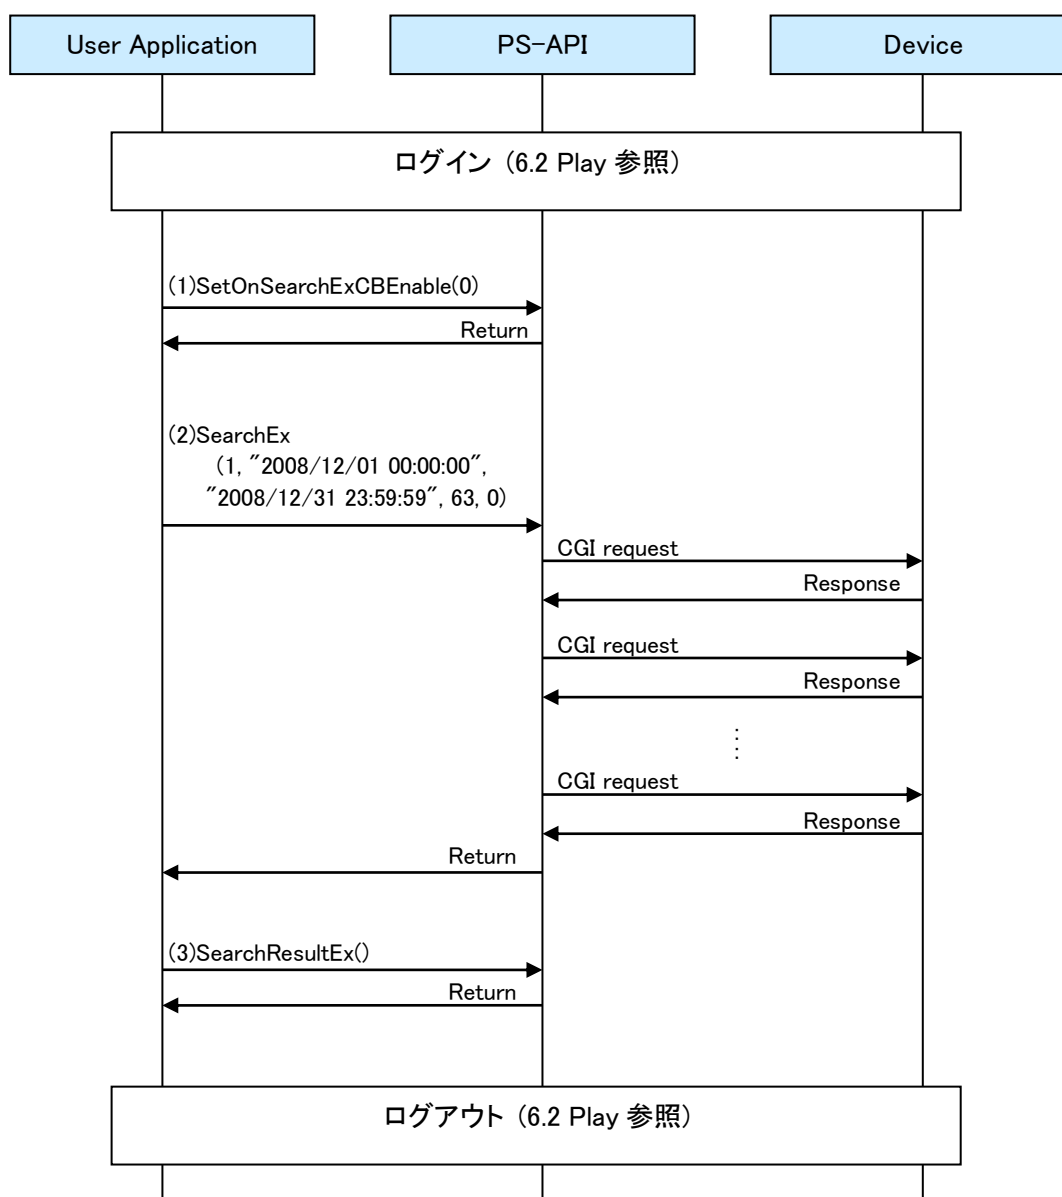 User Application
PS-API
Device
ログイン (6.2 Play 参照)
(1)SetOnSearchExCBEnable(0)
Return
(2)SearchEx
(1, "2008/12/01 00:00:00",
"2008/12/31 23:59:59", 63, 0)
CGI request
Response
CGI request
Response
CGI request
Response
Return
(3)SearchResultEx()
Return
ログアウト (6.2 Play 参照)